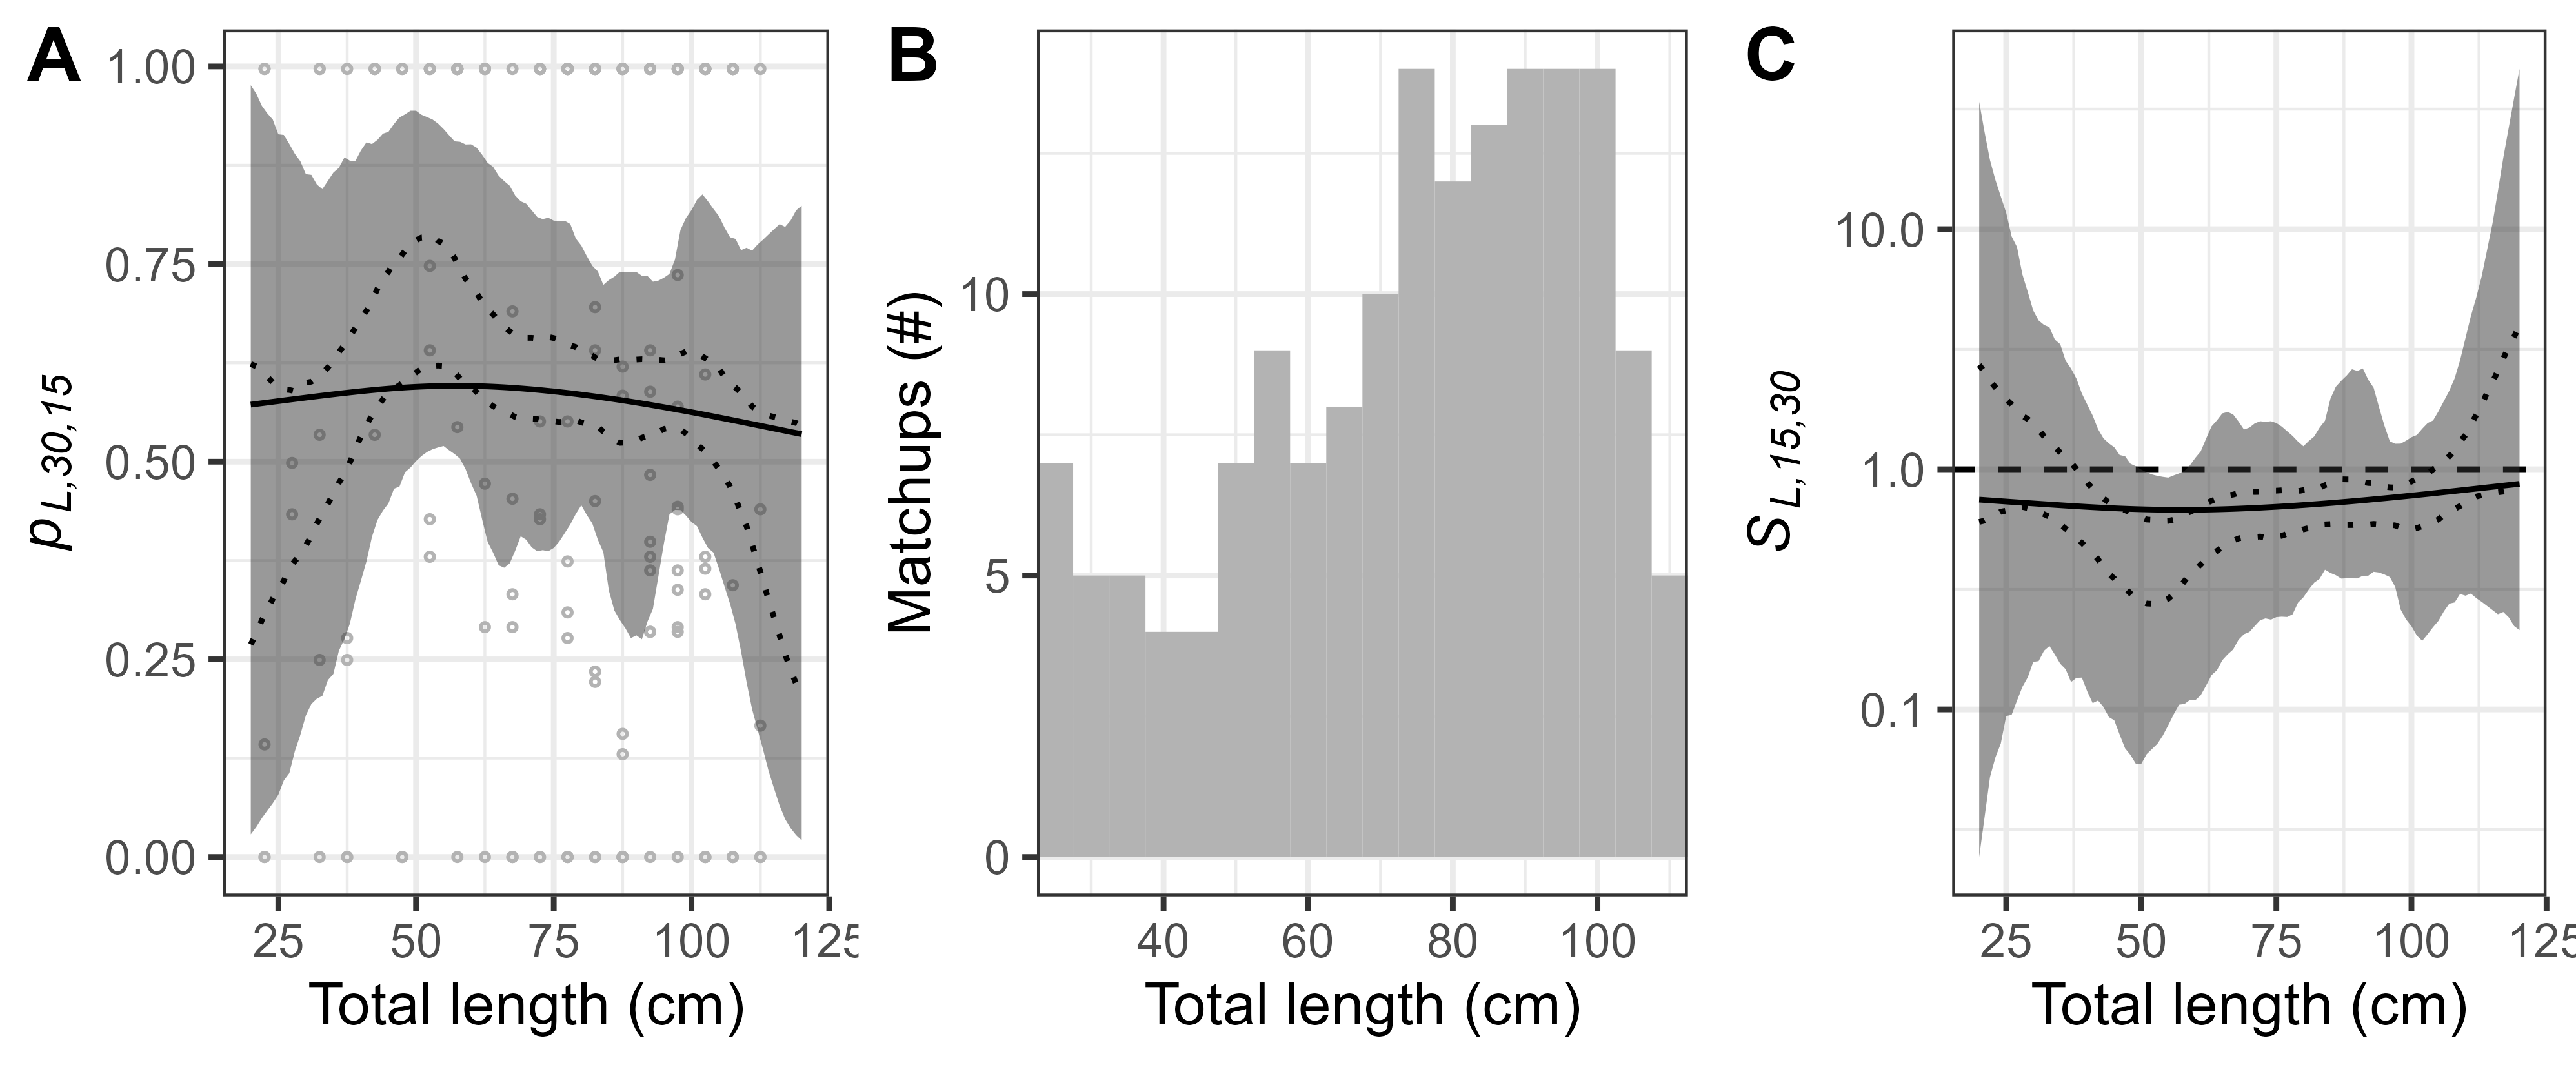 A
1.00
0.75
0.50
0.25
0.00
p L,30,15
25 50 75 100 125
Total length (cm)
B
10
5
0
Matchups (#)
40 60 80 100
Total length (cm)
C
10.0
1.0
0.1
S L,15,30
25 50 75 100 125
Total length (cm)